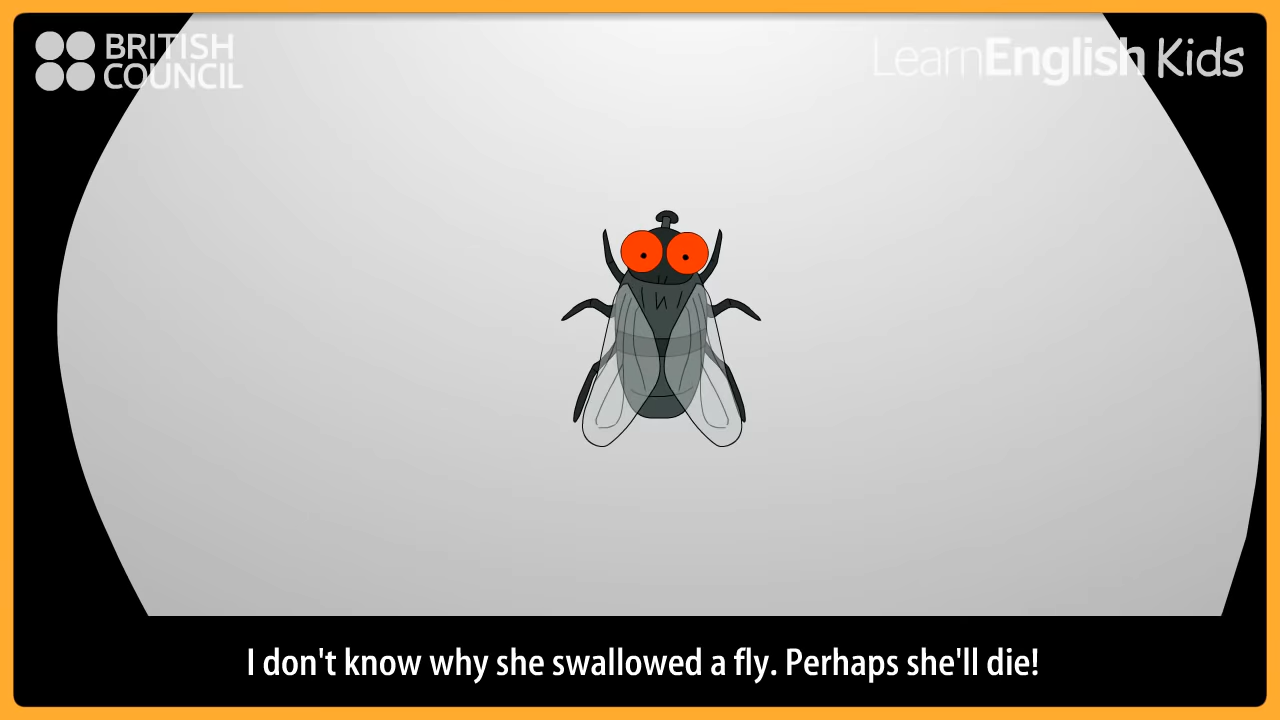 BRITISH
COUNCIL
LearnEnglish Kids
I don't know why she swallowed a fly. Perhaps she'll die!